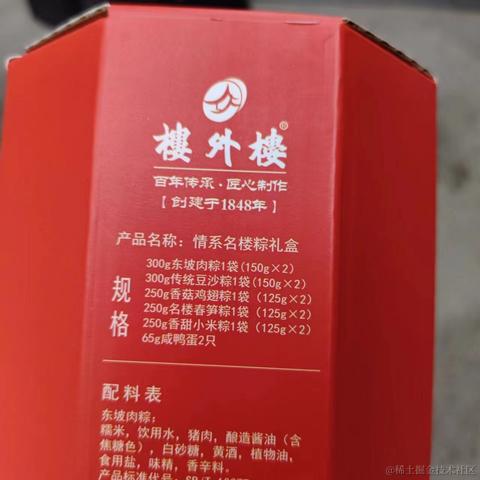 樓外樓®
百年传承·匠心制作
【创建于1848年】
产品名称：情系名楼粽礼盒
规格
300g东坡肉粽1袋(150g×2)
300g传统豆沙粽1袋(150g×2)
250g香菇鸡翅粽1袋（125g×2）
250g名楼春笋粽1袋（125g×2）
250g香甜小米粽1袋（125g×2）
65g咸鸭蛋2只
配料表
东坡肉粽：
糯米，饮用水，猪肉，酿造酱油（含
焦糖色），白砂糖，黄酒，植物油，
食用盐，味精，香辛料。
产品标准代号：
@稀土掘金技术社区